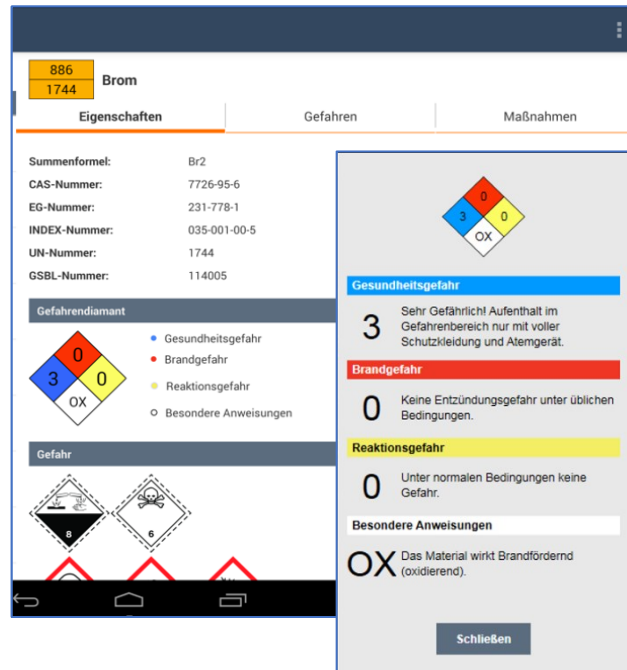 886
1744
Brom
Eigenschaften
Gefahren
Maßnahmen
Summenformel: Br2
CAS-Nummer: 7726-95-6
EG-Nummer: 231-778-1
INDEX-Nummer: 035-001-00-5
UN-Nummer: 1744
GSBL-Nummer: 114005
Gefahrendiamant
0
3
0
OX
Gesundheitsgefahr
Brandgefahr
Reaktionsgefahr
Besondere Anweisungen
Gefahr
8
6
0
3
0
OX
Gesundheitsgefahr
3
Sehr Gefährlich! Aufenthalt im
Gefahrenbereich nur mit voller
Schutzkleidung und Atemgerät.
Brandgefahr
0
Keine Entzündungsgefahr unter üblichen
Bedingungen.
Reaktionsgefahr
0
Unter normalen Bedingungen keine
Gefahr.
Besondere Anweisungen
OX
Das Material wirkt Brandfördernd
(oxidierend).
Schließen